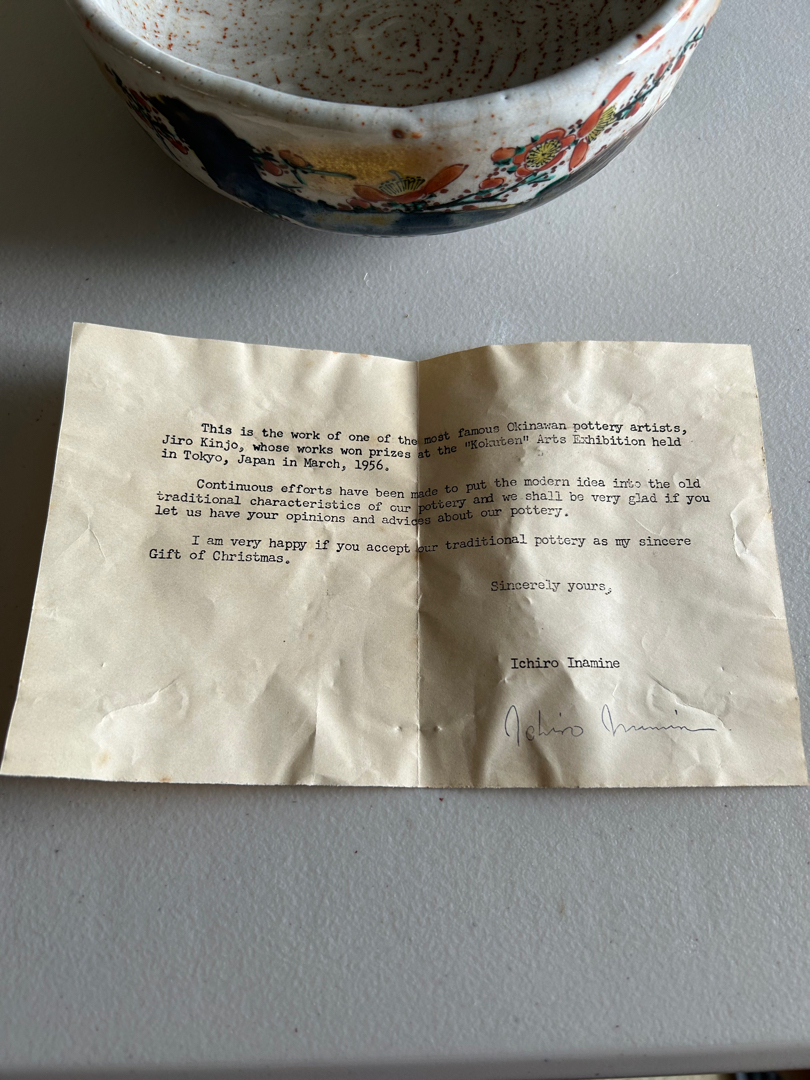 This is the work of one of the most famous Okinawan pottery artists,
Jiro Kinjo, whose works won prizes at the "Kokuten" Arts Exhibition held
in Tokyo, Japan in March, 1956.
Continuous efforts have been made to put the modern idea into the old
traditional characteristics of our pottery and we shall be very glad if you
let us have your opinions and advices about our pottery.
I am very happy if you accept our traditional pottery as my sincere
Gift of Christmas.
Sincerely yours,
Ichiro Inamine
Ichiro Inamine